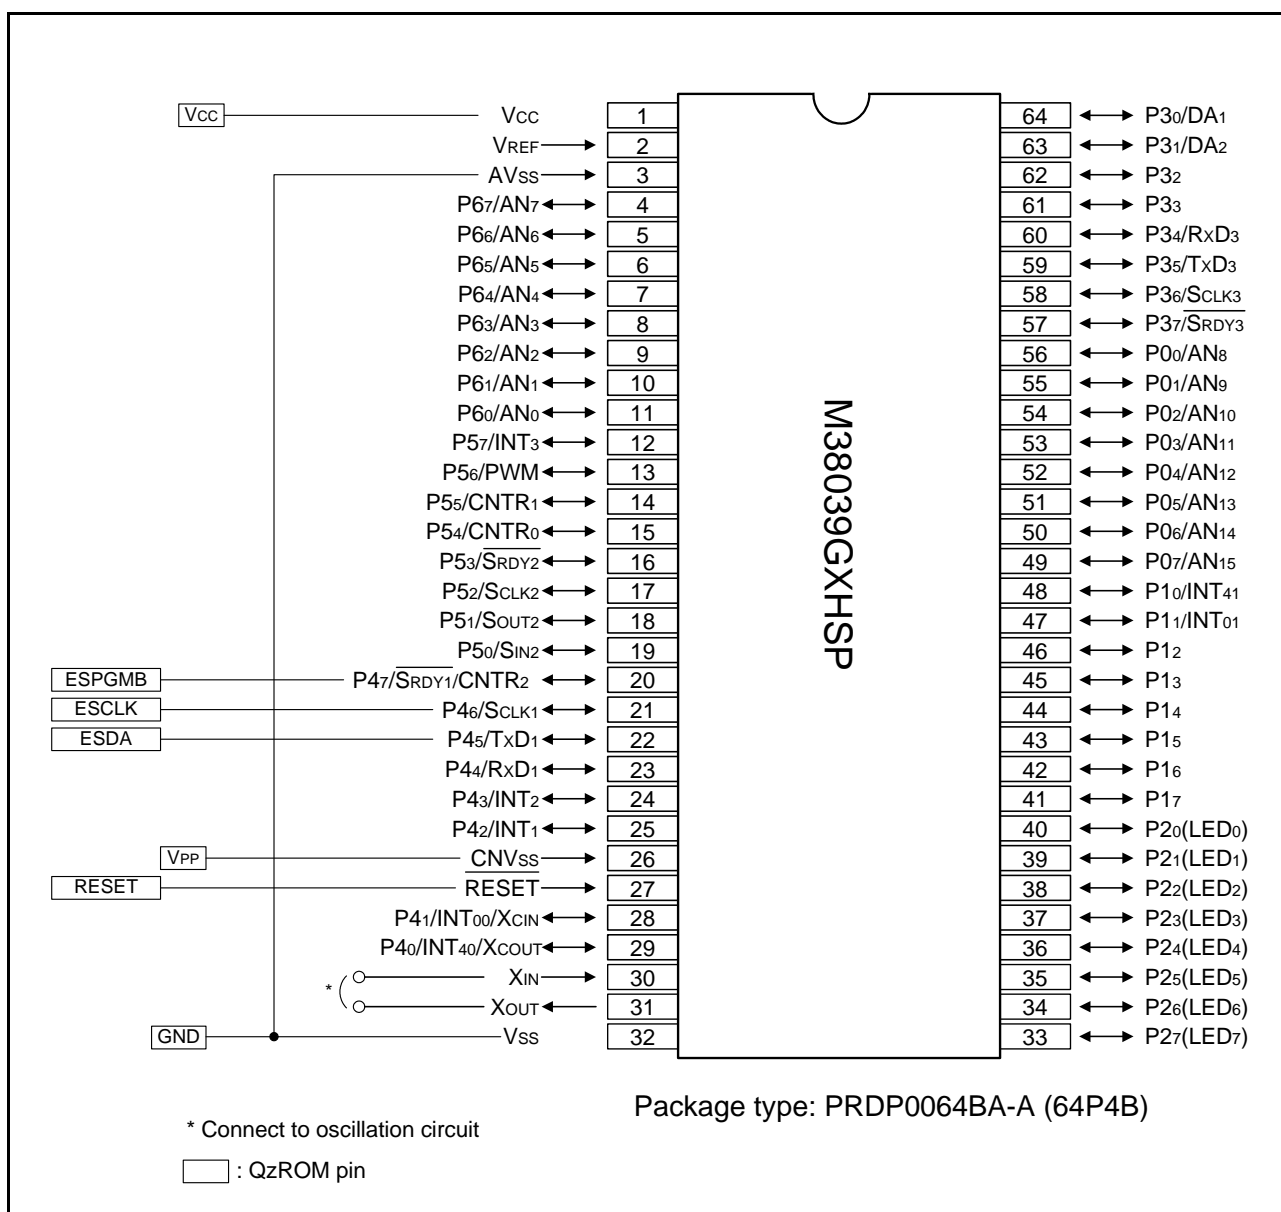 VCC VCC 1 64 P30/DA1
VREF 2 63 P31/DA2
AVSS 3 62 P32
P67/AN7 4 61 P33
P66/AN6 5 60 P34/RXD3
P65/AN5 6 59 P35/TXD3
P64/AN4 7 58 P36/SCLK3
P63/AN3 8 57 P37/SRDY3
P62/AN2 9 56 P00/AN8
P61/AN1 10 55 P01/AN9
P60/AN0 11 54 P02/AN10
P57/INT3 12 53 P03/AN11
P56/PWM 13 52 P04/AN12
P55/CNTR1 14 51 P05/AN13
P54/CNTR0 15 50 P06/AN14
P53/SRDY2 16 49 P07/AN15
P52/SCLK2 17 48 P10/INT41
P51/SOUT2 18 47 P11/INT01
P50/SIN2 19 46 P12
ESPGMB P47/SRDY1/CNTR2 20 45 P13
ESCLK P46/SCLK1 21 44 P14
ESDA P45/TXD1 22 43 P15
P44/RXD1 23 42 P16
P43/INT2 24 41 P17
P42/INT1 25 40 P20(LED0)
VPP CNVSS 26 39 P21(LED1)
RESET RESET 27 38 P22(LED2)
P41/INT00/XCIN 28 37 P23(LED3)
P40/INT40/XCOUT 29 36 P24(LED4)
* XIN 30 35 P25(LED5)
XOUT 31 34 P26(LED6)
GND VSS 32 33 P27(LED7)
M38039GXHSP
Package type: PRDP0064BA-A (64P4B)
* Connect to oscillation circuit
: QzROM pin